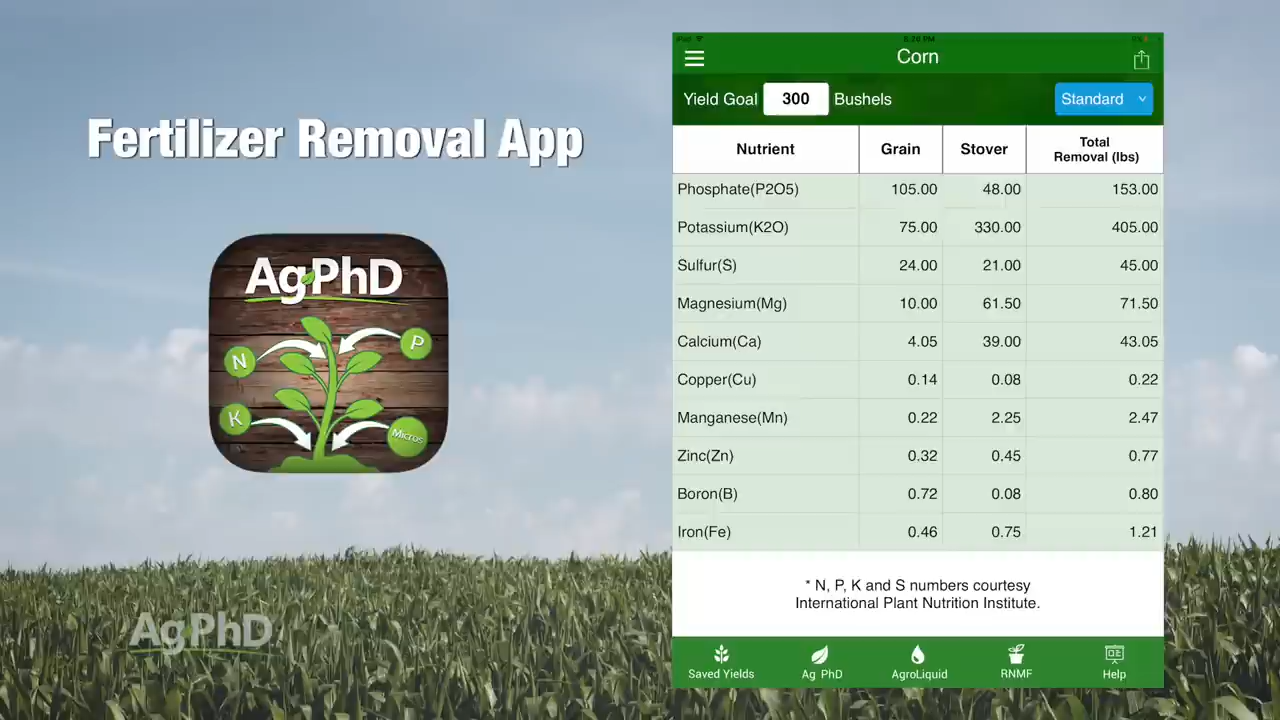 Fertilizer Removal App
AgPhD
N
P
K
Micros
AgPhD
iPad
Corn
Yield Goal 300 Bushels
Standard
Nutrient Grain Stover Total Removal (lbs)
Phosphate(P2O5) 105.00 48.00 153.00
Potassium(K2O) 75.00 330.00 405.00
Sulfur(S) 24.00 21.00 45.00
Magnesium(Mg) 10.00 61.50 71.50
Calcium(Ca) 4.05 39.00 43.05
Copper(Cu) 0.14 0.08 0.22
Manganese(Mn) 0.22 2.25 2.47
Zinc(Zn) 0.32 0.45 0.77
Boron(B) 0.72 0.08 0.80
Iron(Fe) 0.46 0.75 1.21
* N, P, K and S numbers courtesy
International Plant Nutrition Institute.
Saved Yields Ag PhD AgroLiquid RNMF Help